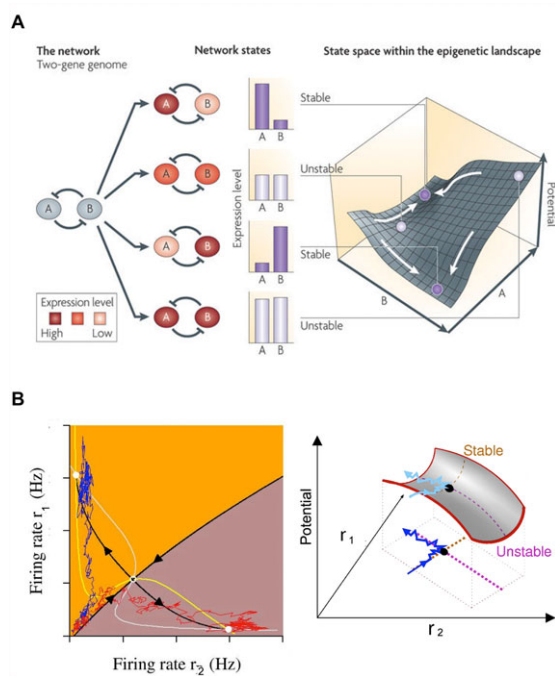 A
The network
Two-gene genome
Network states
State space within the epigenetic landscape
A
B
A B
Stable
A
B
A B
Unstable
A
B
Expression level
Potential
A
B
A B
Stable
B
A
Expression level
High
Low
A
B
A B
Unstable
B
Firing rate r1 (Hz)
Firing rate r2 (Hz)
Potential
Stable
r1
Unstable
r2